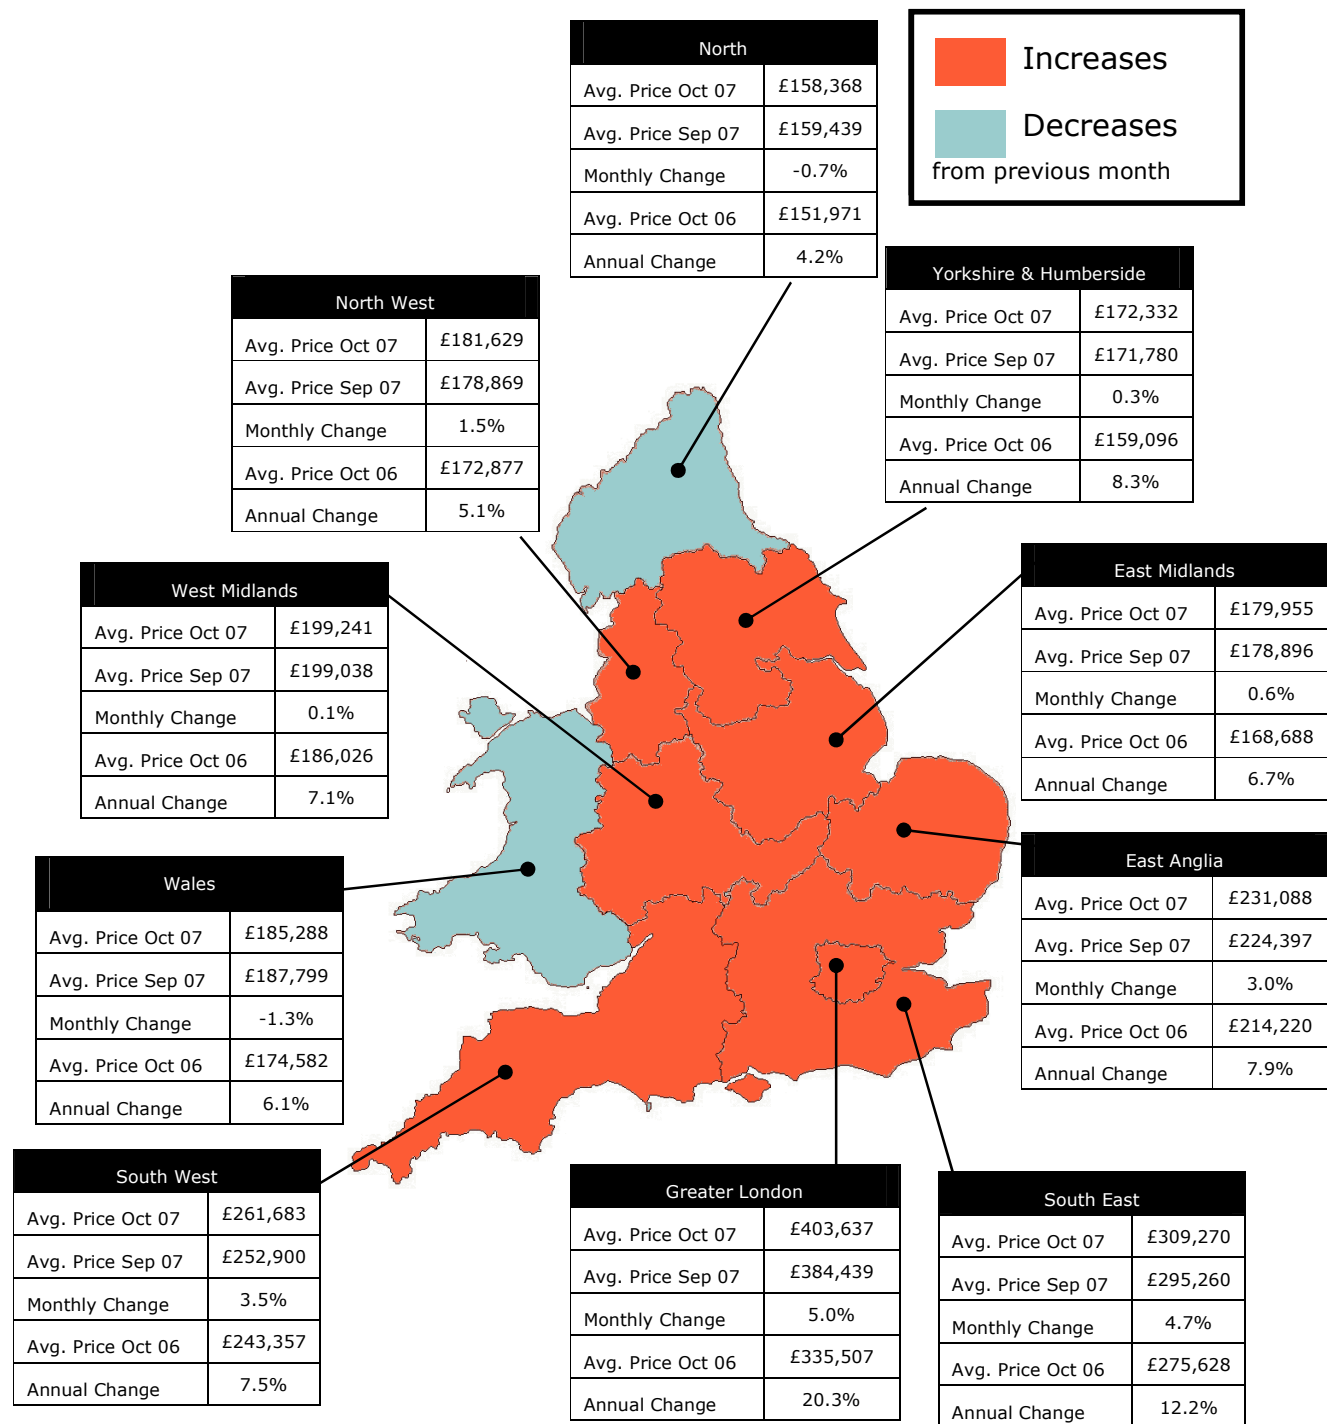 North
Avg. Price Oct 07 £158,368
Avg. Price Sep 07 £159,439
Monthly Change -0.7%
Avg. Price Oct 06 £151,971
Annual Change 4.2%
Increases
Decreases
from previous month
Yorkshire & Humberside
Avg. Price Oct 07 £172,332
Avg. Price Sep 07 £171,780
Monthly Change 0.3%
Avg. Price Oct 06 £159,096
Annual Change 8.3%
North West
Avg. Price Oct 07 £181,629
Avg. Price Sep 07 £178,869
Monthly Change 1.5%
Avg. Price Oct 06 £172,877
Annual Change 5.1%
East Midlands
Avg. Price Oct 07 £179,955
Avg. Price Sep 07 £178,896
Monthly Change 0.6%
Avg. Price Oct 06 £168,688
Annual Change 6.7%
West Midlands
Avg. Price Oct 07 £199,241
Avg. Price Sep 07 £199,038
Monthly Change 0.1%
Avg. Price Oct 06 £186,026
Annual Change 7.1%
East Anglia
Avg. Price Oct 07 £231,088
Avg. Price Sep 07 £224,397
Monthly Change 3.0%
Avg. Price Oct 06 £214,220
Annual Change 7.9%
Wales
Avg. Price Oct 07 £185,288
Avg. Price Sep 07 £187,799
Monthly Change -1.3%
Avg. Price Oct 06 £174,582
Annual Change 6.1%
South West
Avg. Price Oct 07 £261,683
Avg. Price Sep 07 £252,900
Monthly Change 3.5%
Avg. Price Oct 06 £243,357
Annual Change 7.5%
Greater London
Avg. Price Oct 07 £403,637
Avg. Price Sep 07 £384,439
Monthly Change 5.0%
Avg. Price Oct 06 £335,507
Annual Change 20.3%
South East
Avg. Price Oct 07 £309,270
Avg. Price Sep 07 £295,260
Monthly Change 4.7%
Avg. Price Oct 06 £275,628
Annual Change 12.2%